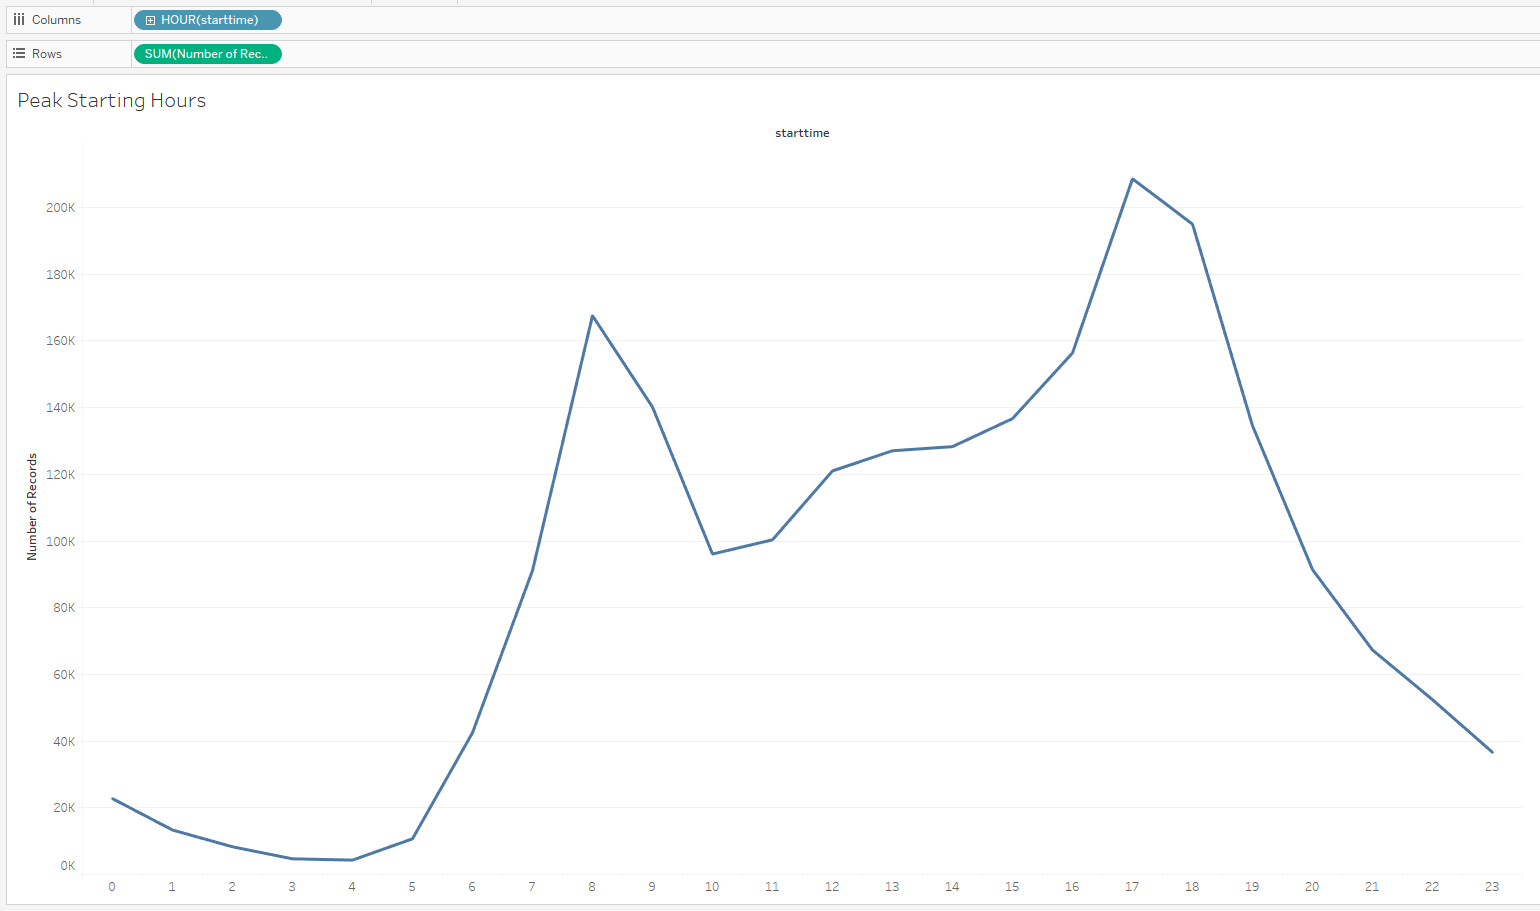 Columns
HOUR(starttime)
Rows
SUM(Number of Rec..
Peak Starting Hours
starttime
200K
180K
160K
140K
120K
100K
80K
60K
40K
20K
0K
Number of Records
0 1 2 3 4 5 6 7 8 9 10 11 12 13 14 15 16 17 18 19 20 21 22 23